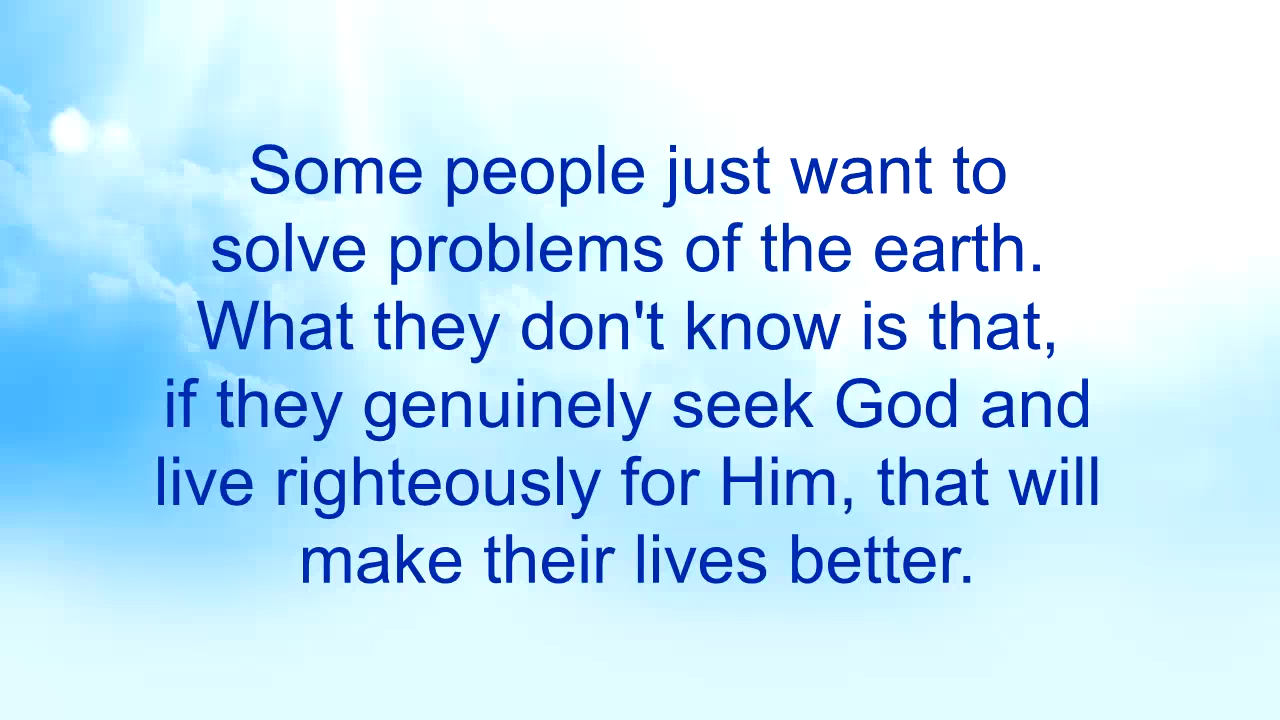 Some people just want to
solve problems of the earth.
What they don't know is that,
if they genuinely seek God and
live righteously for Him, that will
make their lives better.